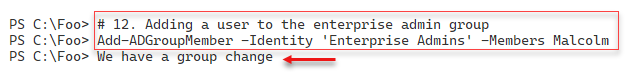 PS C:\Foo> # 12. Adding a user to the enterprise admin group
PS C:\Foo> Add-ADGroupMember -Identity 'Enterprise Admins' -Members Malcolm
PS C:\Foo> We have a group change